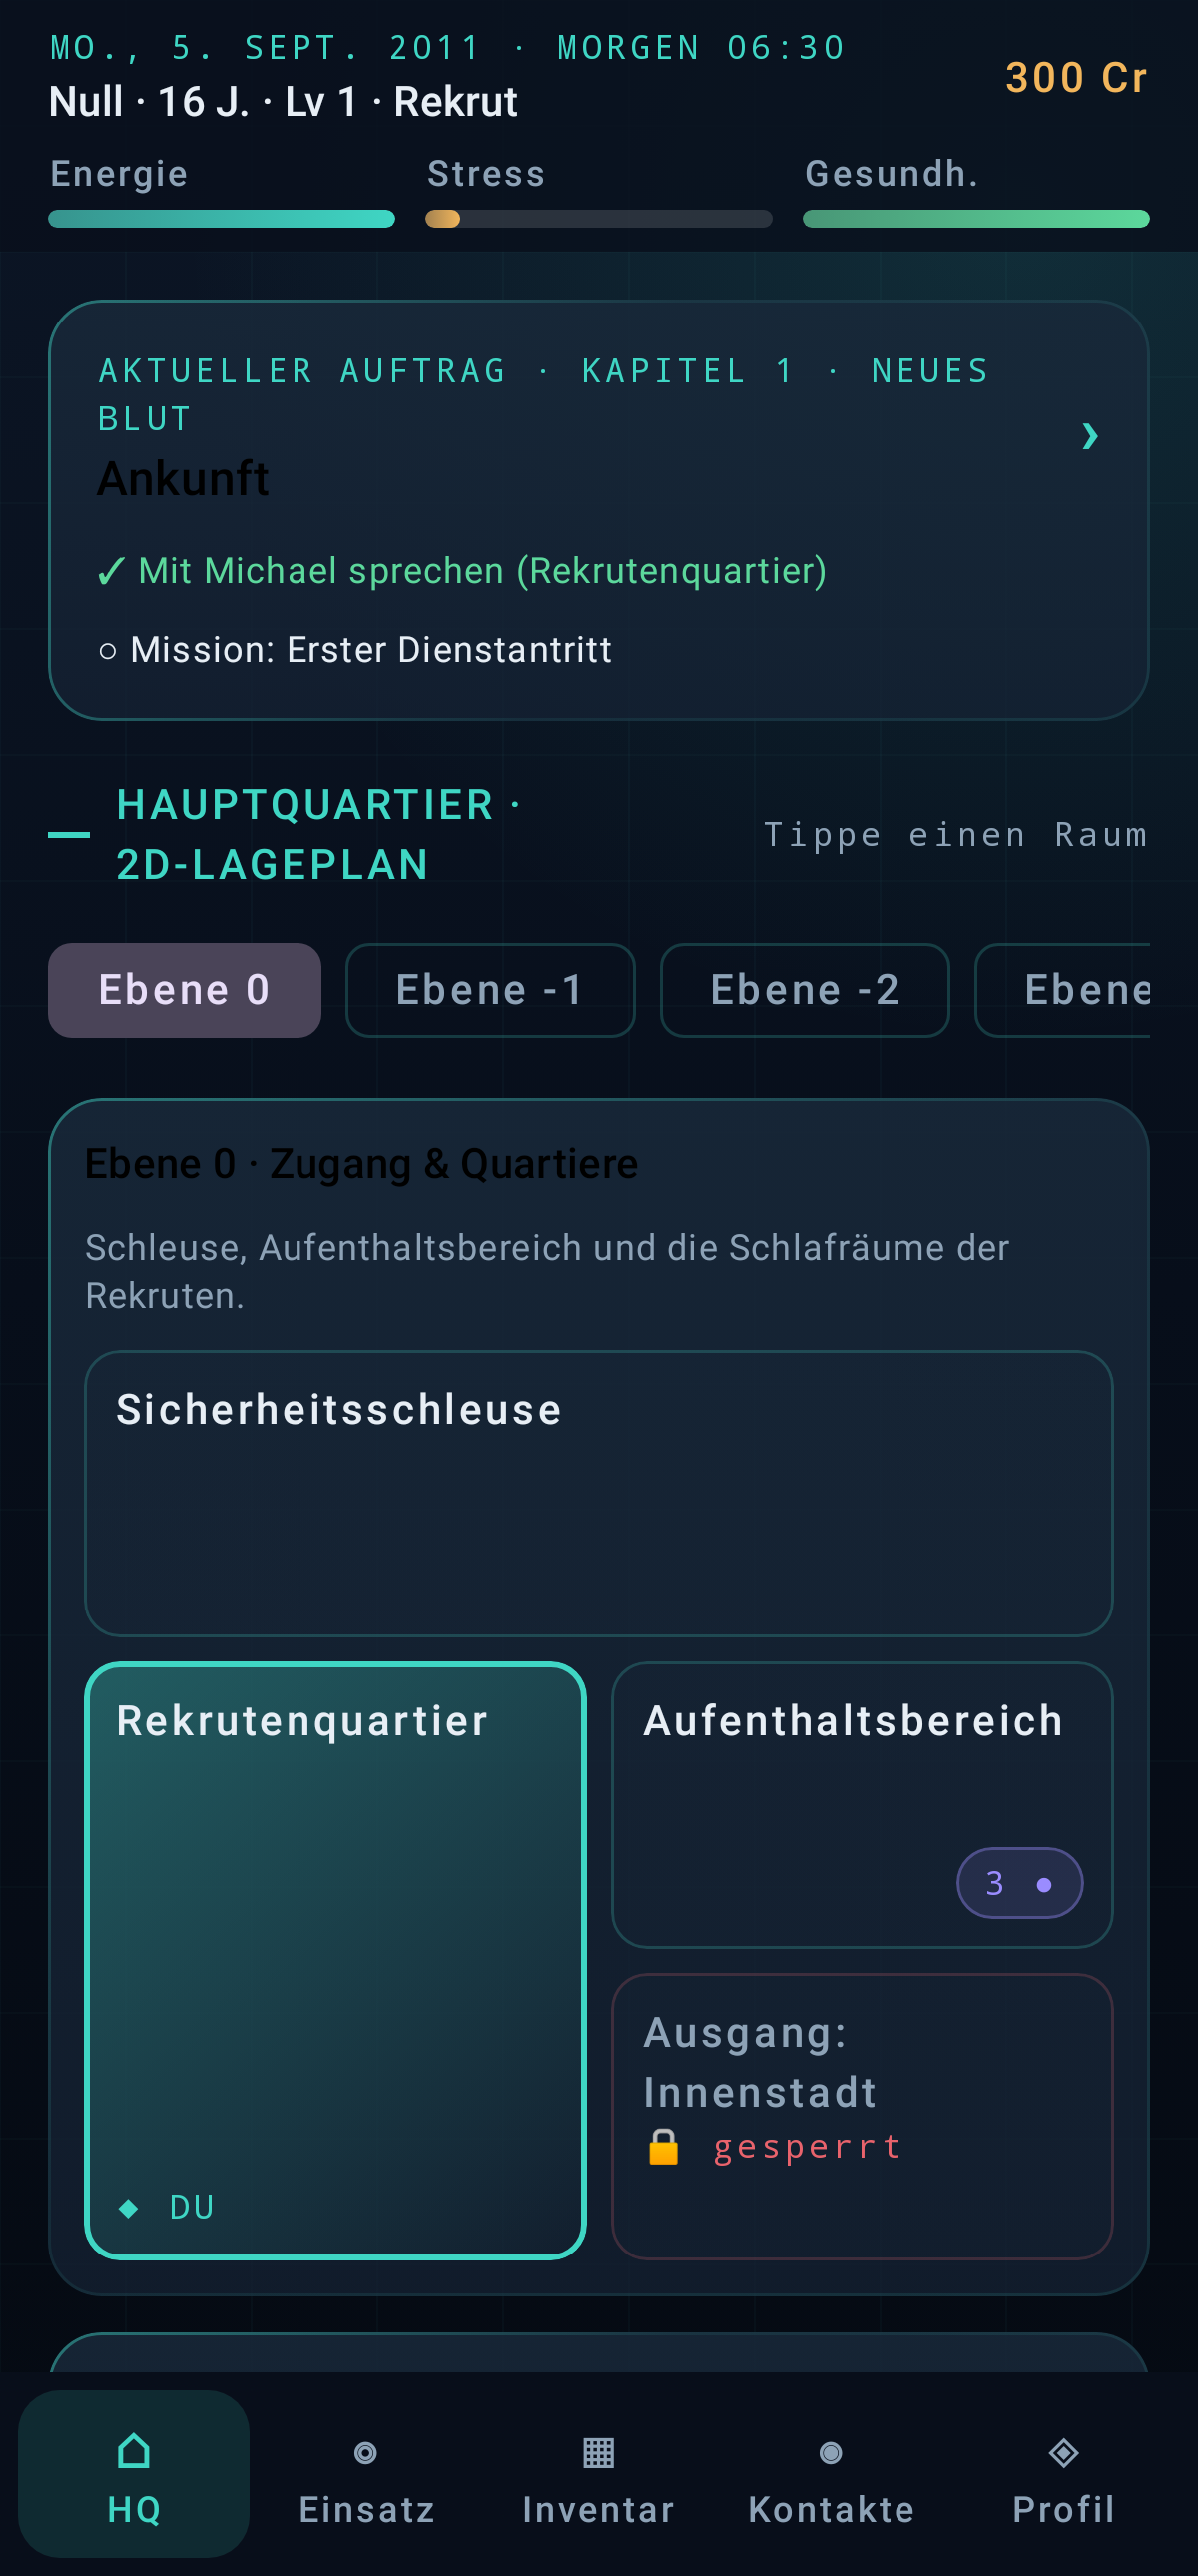 MO., 5. SEPT. 2011 · MORGEN 06:30
Null · 16 J. · Lv 1 · Rekrut
300 Cr
Energie
Stress
Gesundh.
AKTUELLER AUFTRAG · KAPITEL 1 · NEUES
BLUT
Ankunft
›
✓ Mit Michael sprechen (Rekrutenquartier)
○ Mission: Erster Dienstantritt
HAUPTQUARTIER ·
2D-LAGEPLAN
Tippe einen Raum
Ebene 0
Ebene -1
Ebene -2
Ebene
Ebene 0 · Zugang & Quartiere
Schleuse, Aufenthaltsbereich und die Schlafräume der
Rekruten.
Sicherheitsschleuse
Rekrutenquartier
◆ DU
Aufenthaltsbereich
3 ●
Ausgang:
Innenstadt
🔒 gesperrt
HQ
Einsatz
Inventar
Kontakte
Profil